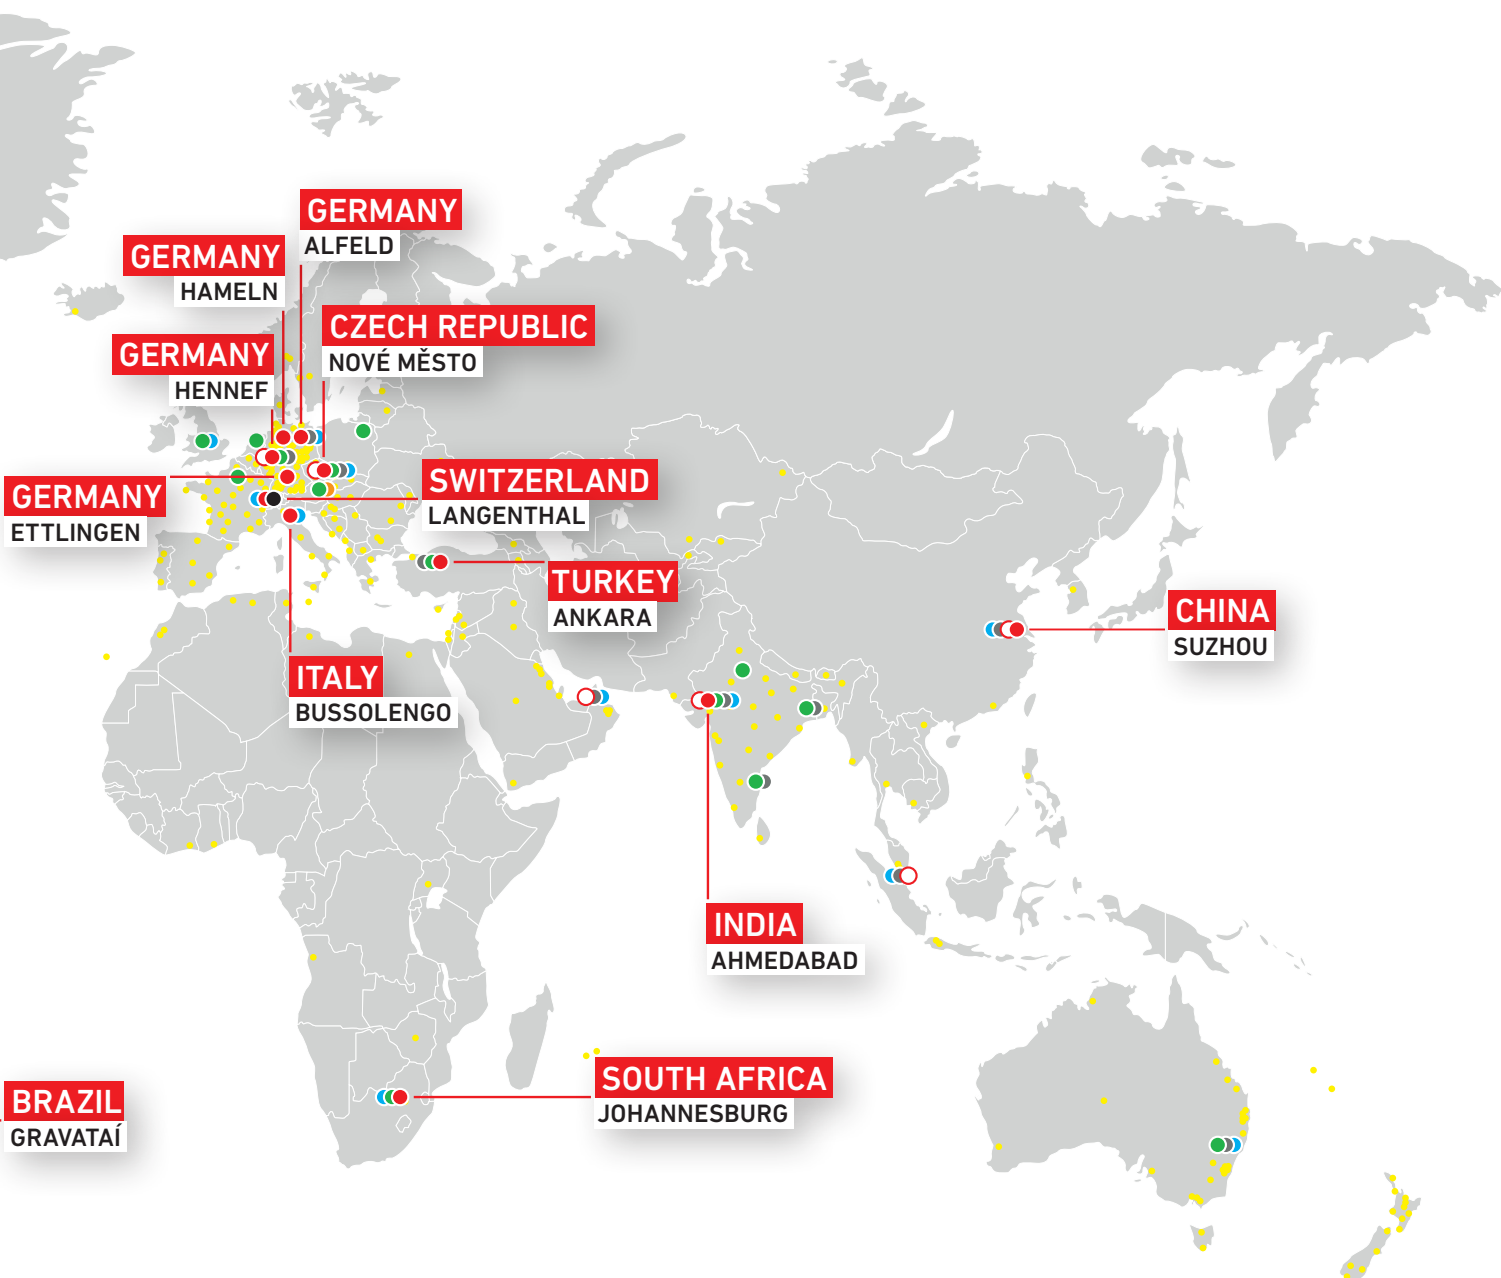 GERMANY
ALFELD
GERMANY
HAMELN
CZECH REPUBLIC
NOVÉ MĚSTO
GERMANY
HENNEF
SWITZERLAND
LANGENTHAL
GERMANY
ETTLINGEN
TURKEY
ANKARA
CHINA
SUZHOU
ITALY
BUSSOLENGO
INDIA
AHMEDABAD
SOUTH AFRICA
JOHANNESBURG
BRAZIL
GRAVATAÍ